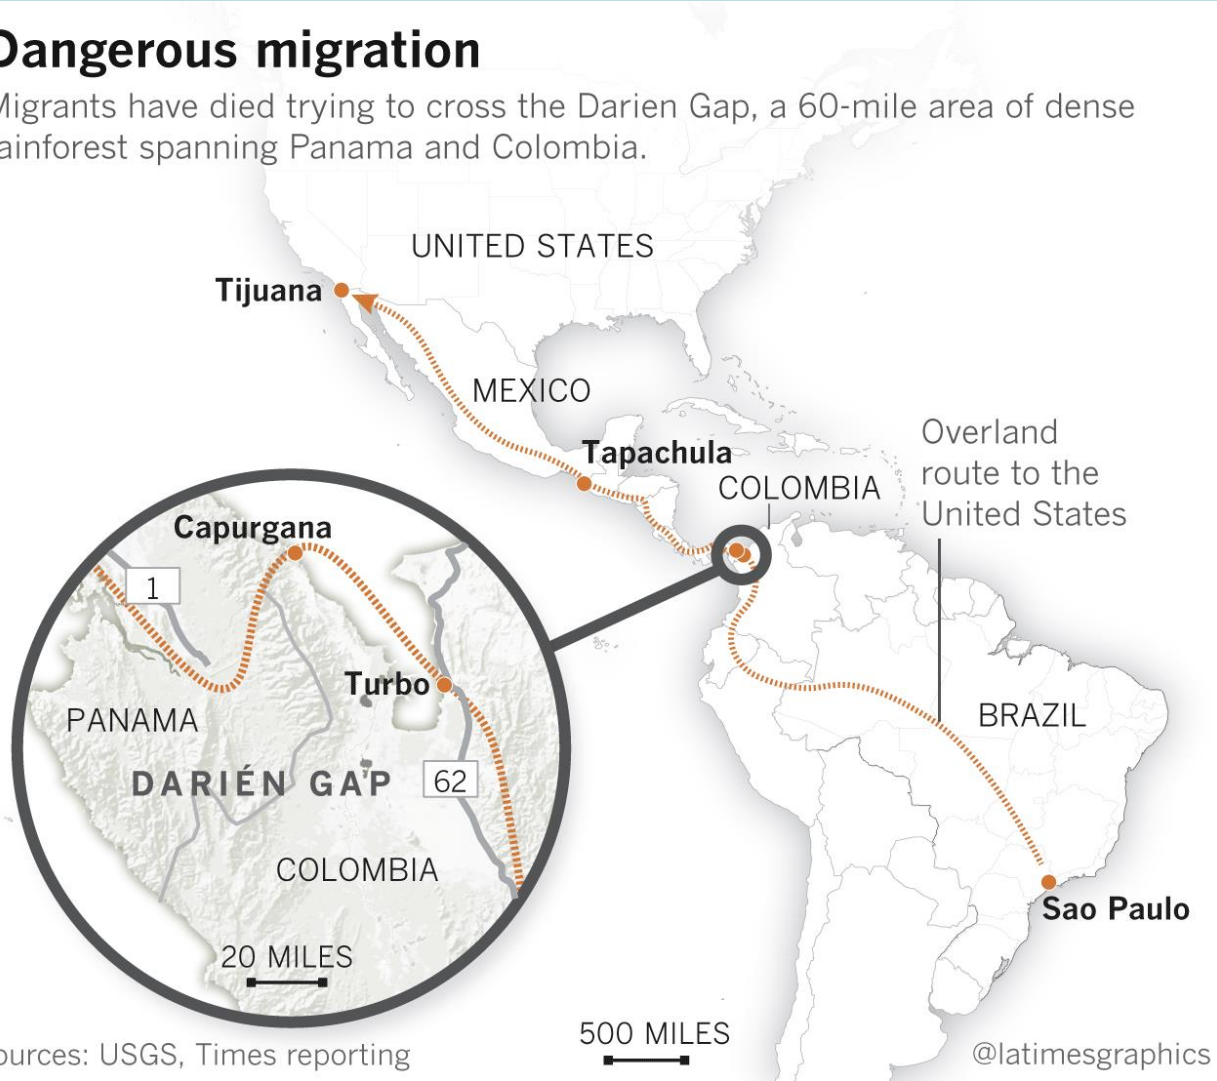 Dangerous migration
Migrants have died trying to cross the Darien Gap, a 60-mile area of dense
rainforest spanning Panama and Colombia.
UNITED STATES
Tijuana
MEXICO
Tapachula
COLOMBIA
Overland
route to the
United States
Capurgana
1
Turbo
PANAMA
BRAZIL
DARIÉN GAP
62
COLOMBIA
Sao Paulo
20 MILES
500 MILES
ources: USGS, Times reporting
@latimesgraphics